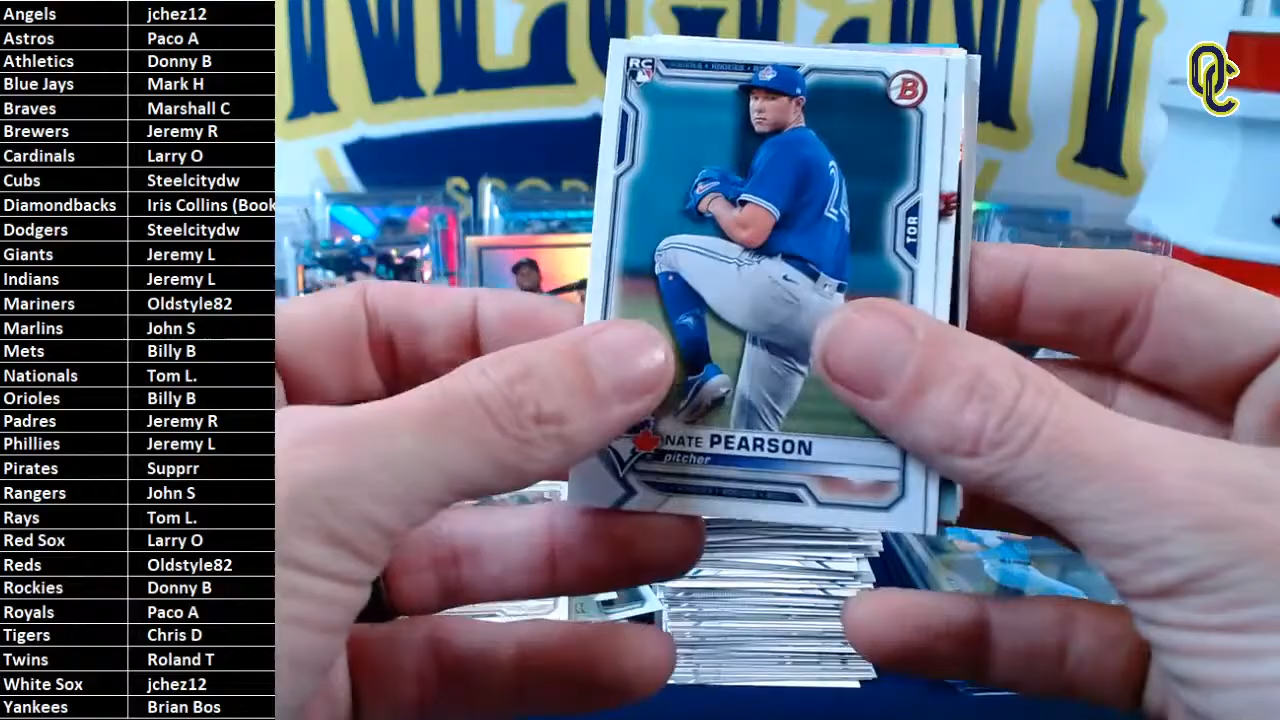 Angels jchez12
Astros Paco A
Athletics Donny B
Blue Jays Mark H
Braves Marshall C
Brewers Jeremy R
Cardinals Larry O
Cubs Steelcitydw
Diamondbacks Iris Collins (Book
Dodgers Steelcitydw
Giants Jeremy L
Indians Jeremy L
Mariners Oldstyle82
Marlins John S
Mets Billy B
Nationals Tom L.
Orioles Billy B
Padres Jeremy R
Phillies Jeremy L
Pirates Supprr
Rangers John S
Rays Tom L.
Red Sox Larry O
Reds Oldstyle82
Rockies Donny B
Royals Paco A
Tigers Chris D
Twins Roland T
White Sox jchez12
Yankees Brian Bos
RC
B
TOR
NATE PEARSON
pitcher
OC